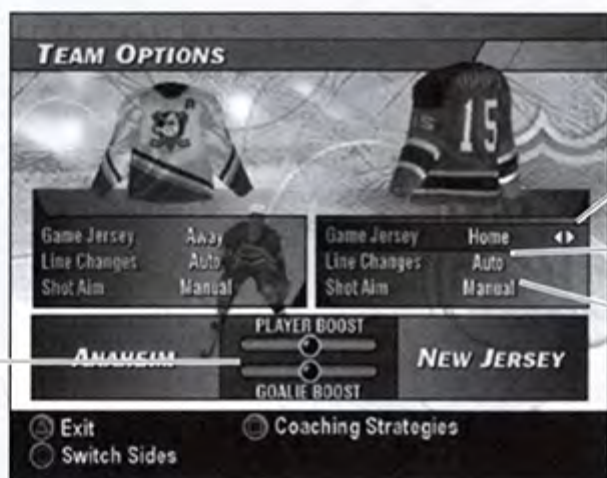 TEAM OPTIONS
15
Game Jersey Away
Line Changes Auto
Shot Aim Manual
Game Jersey Home
Line Changes Auto
Shot Aim Manual
PLAYER BOOST
ANAHEIM
NEW JERSEY
GOALIE BOOST
Exit
Coaching Strategies
Switch Sides